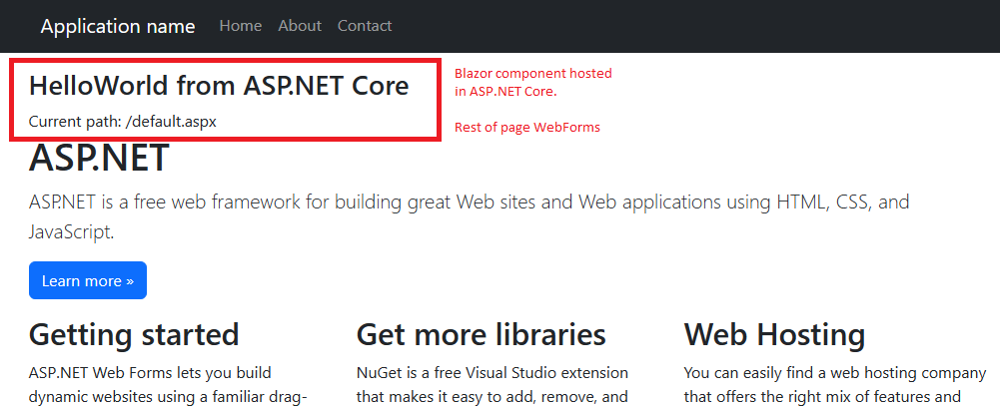 Application name Home About Contact
HelloWorld from ASP.NET Core
Current path: /default.aspx
Blazor component hosted
in ASP.NET Core.
Rest of page WebForms
ASP.NET
ASP.NET is a free web framework for building great Web sites and Web applications using HTML, CSS, and
JavaScript.
Learn more »
Getting started
ASP.NET Web Forms lets you build
dynamic websites using a familiar drag-
Get more libraries
NuGet is a free Visual Studio extension
that makes it easy to add, remove, and
Web Hosting
You can easily find a web hosting company
that offers the right mix of features and